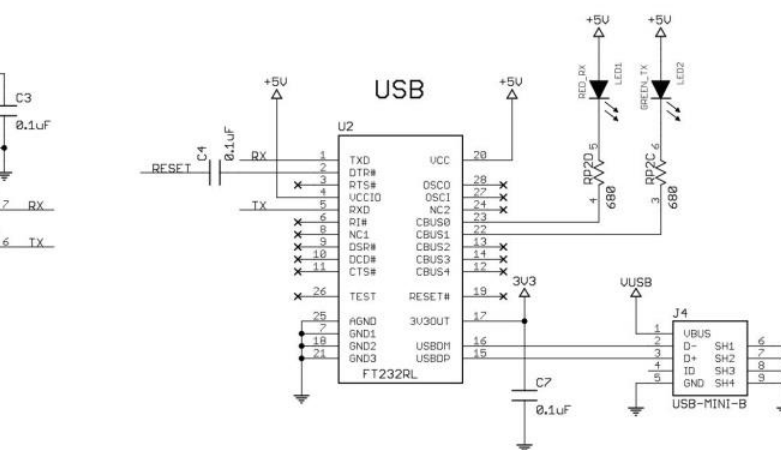 +5V
+5V
RED_RX
LED1
GREEN_TX
LED2
+5V
USB
+5V
C3
0.1uF
U2
C4
0.1uF
RESET
RX
1 TXD VCC 20
2 DTR#
3 RTS# OSCO 28
4 VCCIO OSCI 27
TX
5 RXD NC2 24
6 RI# CBUS0 23
8 NC1 CBUS1 22
9 DSR# CBUS2 13
10 DCD# CBUS3 14
11 CTS# CBUS4 12
26 TEST RESET# 19
25 AGND 3V3OUT 17
7 GND1
18 GND2 USBDM 16
21 GND3 USBDP 15
FT232RL
7 RX
6 TX
5
RP2D
680
4
6
RP2C
680
3
3V3
C7
0.1uF
VUSB
J4
1 VBUS
2 D- SH1 6
3 D+ SH2 7
4 ID SH3 8
5 GND SH4 9
USB-MINI-B